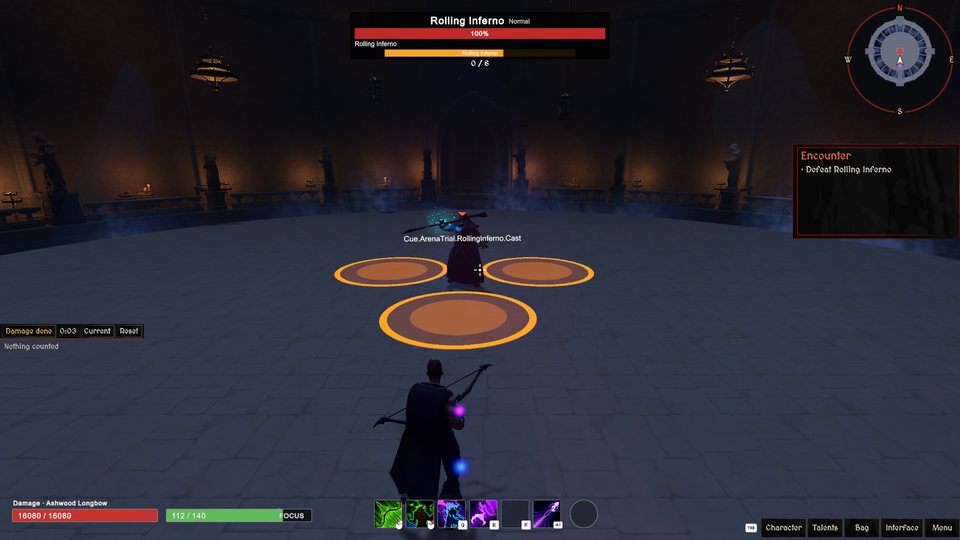 Rolling Inferno Normal
100%
Rolling Inferno
Rolling Inferno
0 / 6
N
W
E
S
Encounter
· Defeat Rolling Inferno
Cue.ArenaTrial.RollingInferno.Cast
Damage done 0:03 Current Reset
Nothing counted
Damage · Ashwood Longbow
16080 / 16080
112 / 140
FOCUS
Q
E
F
Character
Talents
Bag
Interface
Menu